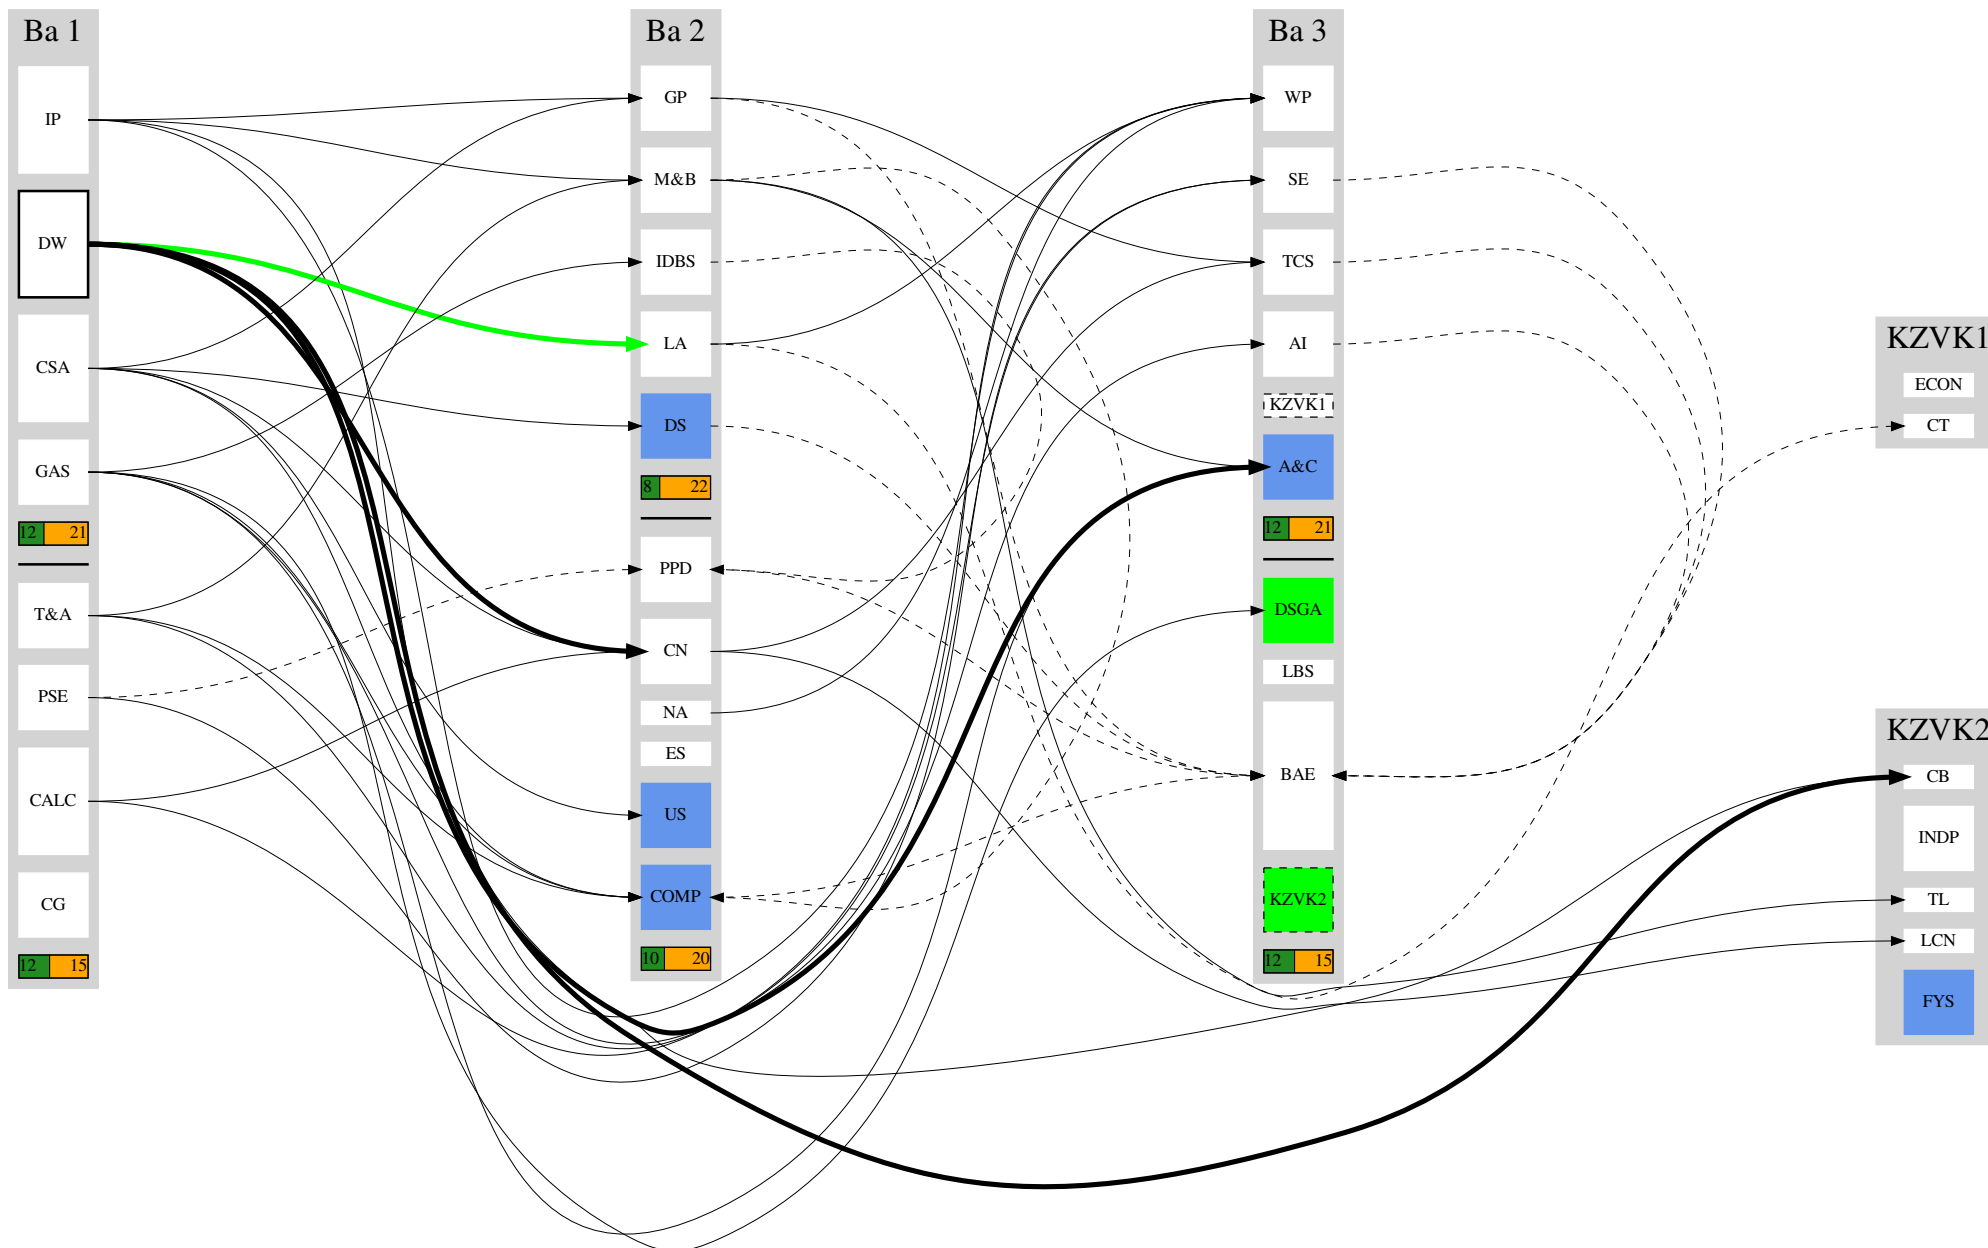 Ba 1
IP
DW
CSA
GAS
12 21
T&A
PSE
CALC
CG
12 15
Ba 2
GP
M&B
IDBS
LA
DS
8 22
PPD
CN
NA
ES
US
COMP
10 20
Ba 3
WP
SE
TCS
AI
KZVK1
A&C
12 21
DSGA
LBS
BAE
KZVK2
12 15
KZVK1
ECON
CT
KZVK2
CB
INDP
TL
LCN
FYS